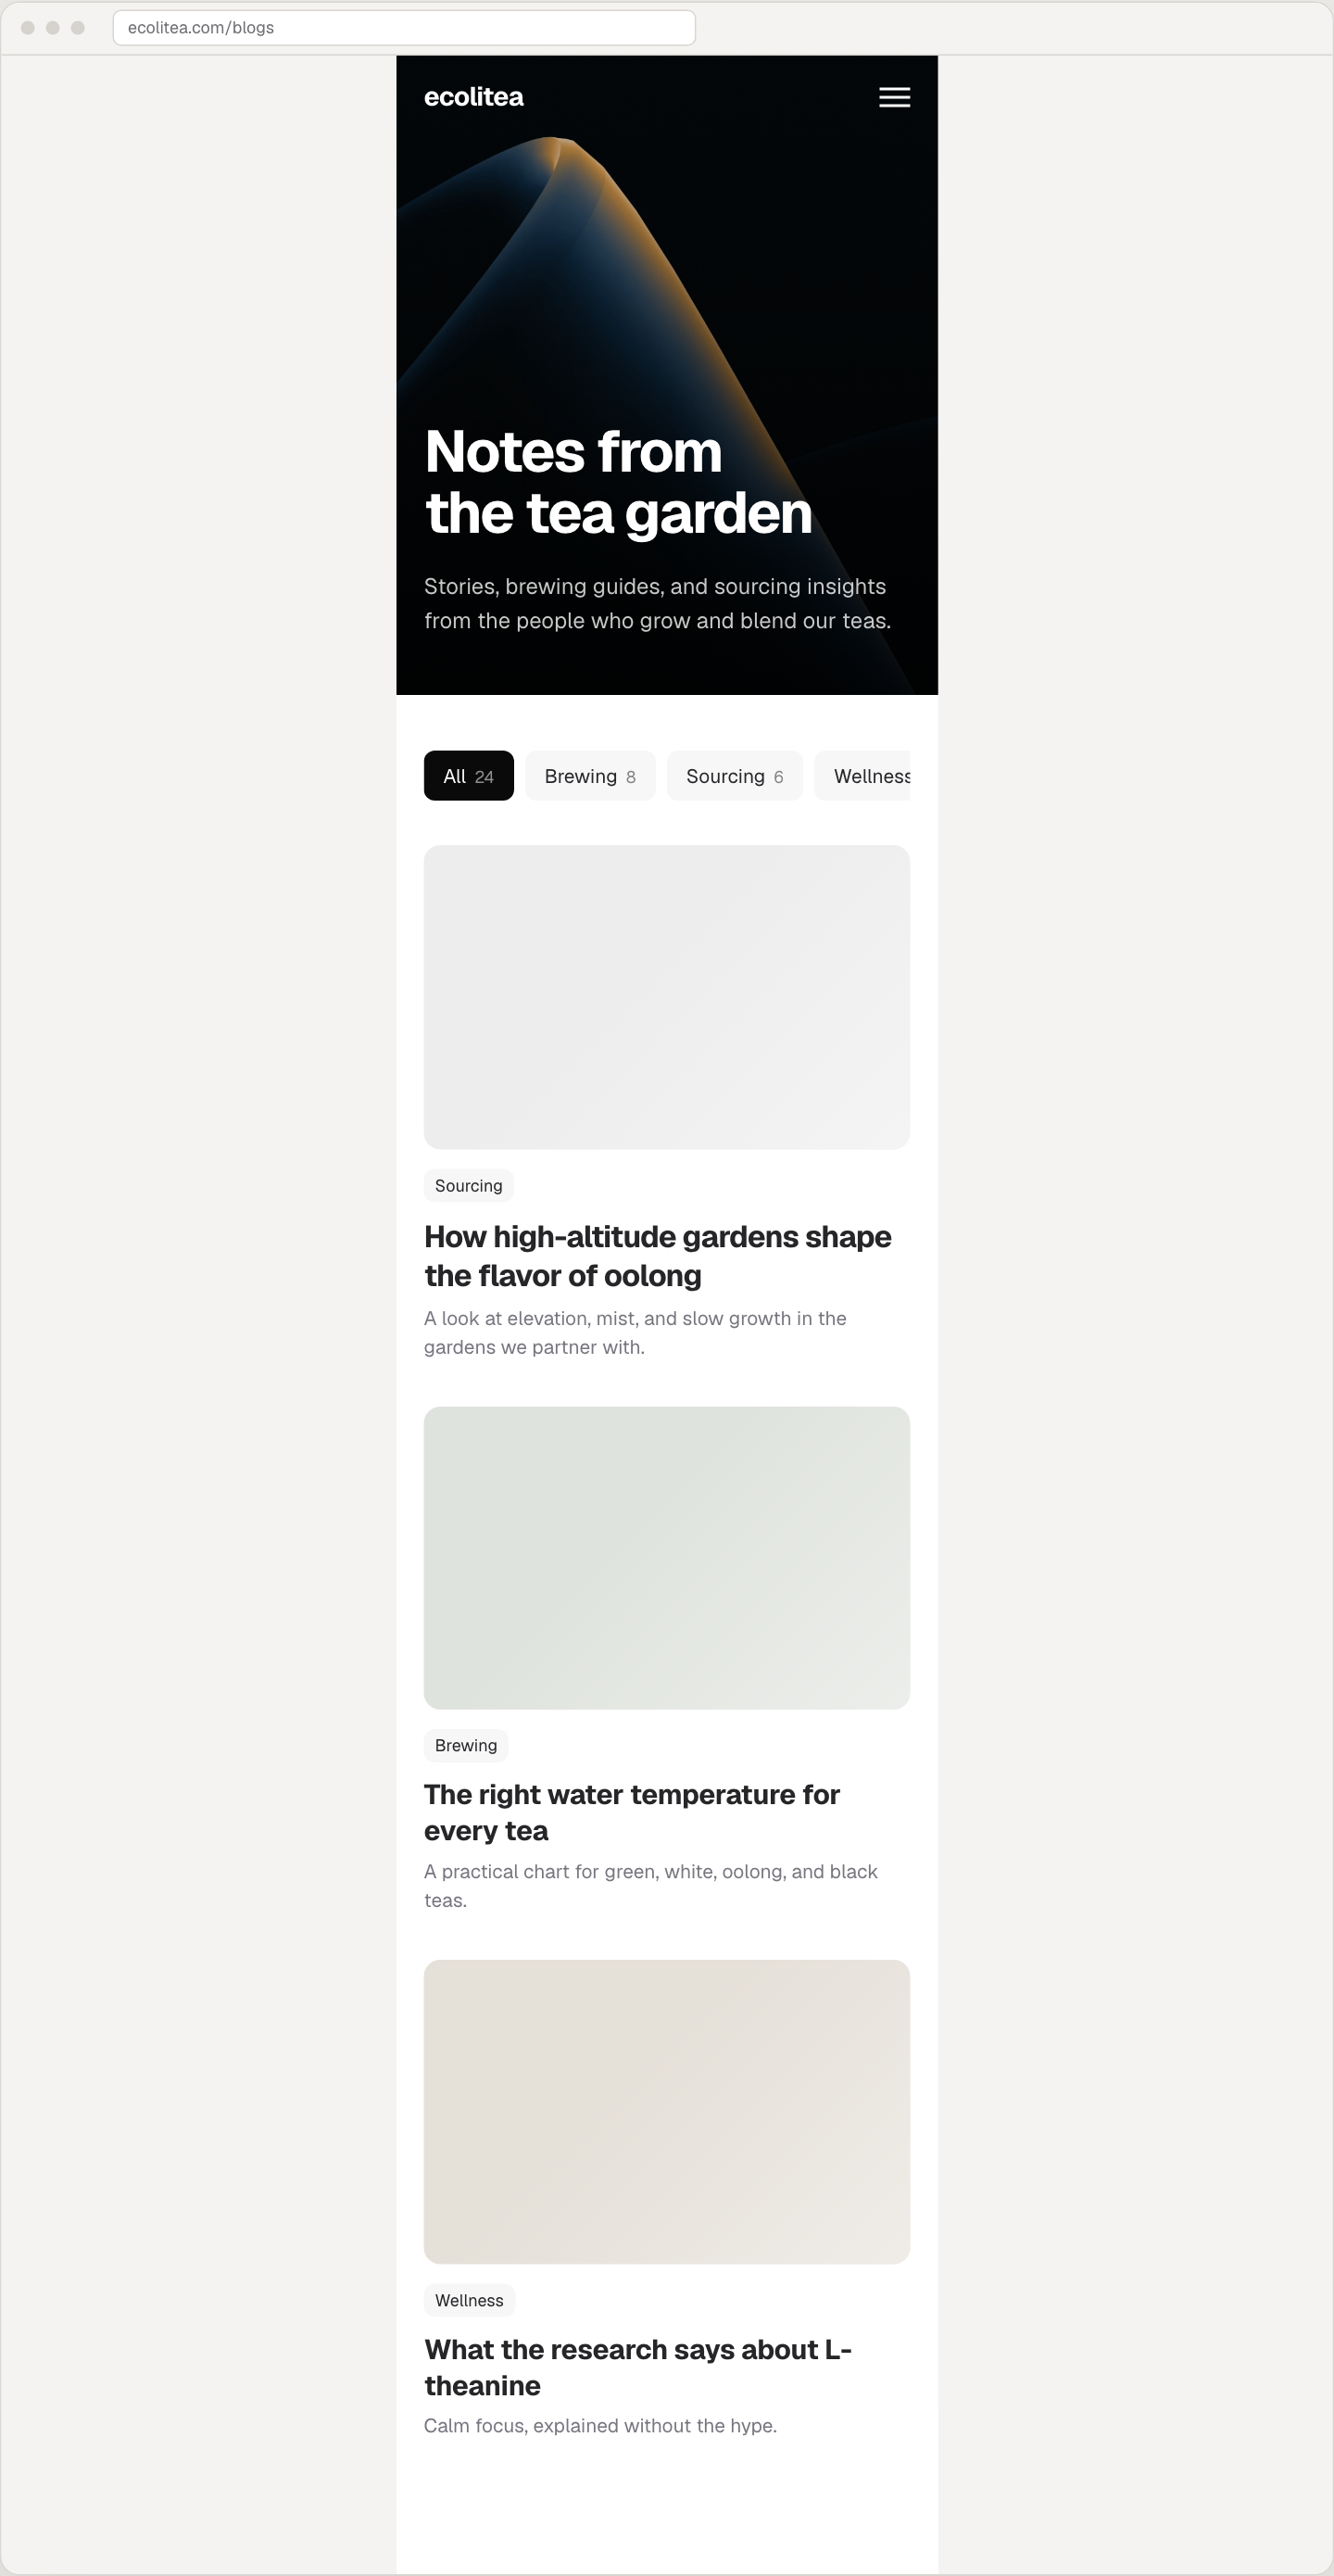 ecolitea.com/blogs
ecolitea
Notes from
the tea garden
Stories, brewing guides, and sourcing insights
from the people who grow and blend our teas.
All 24 Brewing 8 Sourcing 6 Wellness
Sourcing
How high-altitude gardens shape
the flavor of oolong
A look at elevation, mist, and slow growth in the
gardens we partner with.
Brewing
The right water temperature for
every tea
A practical chart for green, white, oolong, and black
teas.
Wellness
What the research says about L-
theanine
Calm focus, explained without the hype.